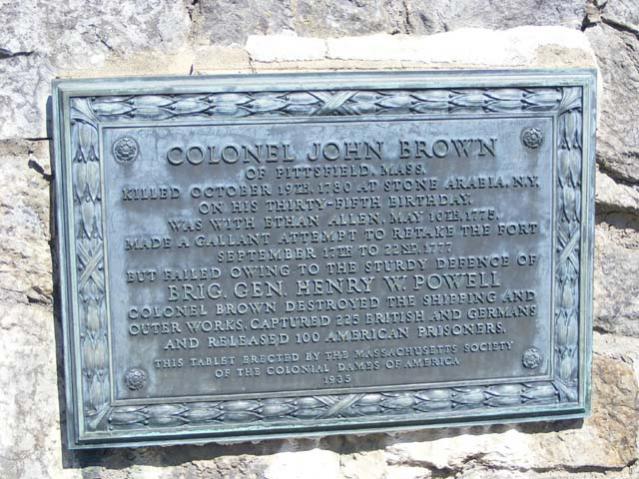 COLONEL JOHN BROWN
OF PITTSFIELD, MASS.
KILLED OCTOBER 19TH, 1780 AT STONE ARABIA, N.Y.
ON HIS THIRTY-FIFTH BIRTHDAY.
WAS WITH ETHAN ALLEN, MAY 10TH, 1775.
MADE A GALLANT ATTEMPT TO RETAKE THE FORT
SEPTEMBER 17TH TO 22ND, 1777
BUT FAILED OWING TO THE STURDY DEFENCE OF
BRIG. GEN. HENRY W. POWELL
COLONEL BROWN DESTROYED THE SHIPPING AND
OUTER WORKS, CAPTURED 225 BRITISH AND GERMANS
AND RELEASED 100 AMERICAN PRISONERS.
THIS TABLET ERECTED BY THE MASSACHUSETTS SOCIETY
OF THE COLONIAL DAMES OF AMERICA
1935